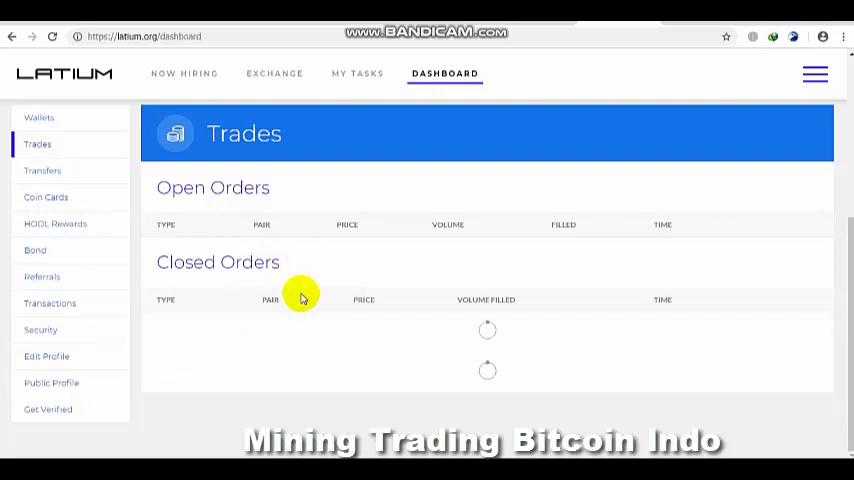 www.BANDICAM.com
https://latium.org/dashboard
LATIUM
NOW HIRING
EXCHANGE
MY TASKS
DASHBOARD
Wallets
Trades
Transfers
Coin Cards
HODL Rewards
Bond
Referrals
Transactions
Security
Edit Profile
Public Profile
Get Verified
Trades
Open Orders
TYPE PAIR PRICE VOLUME FILLED TIME
Closed Orders
TYPE PAIR PRICE VOLUME FILLED TIME
Mining Trading Bitcoin Indo